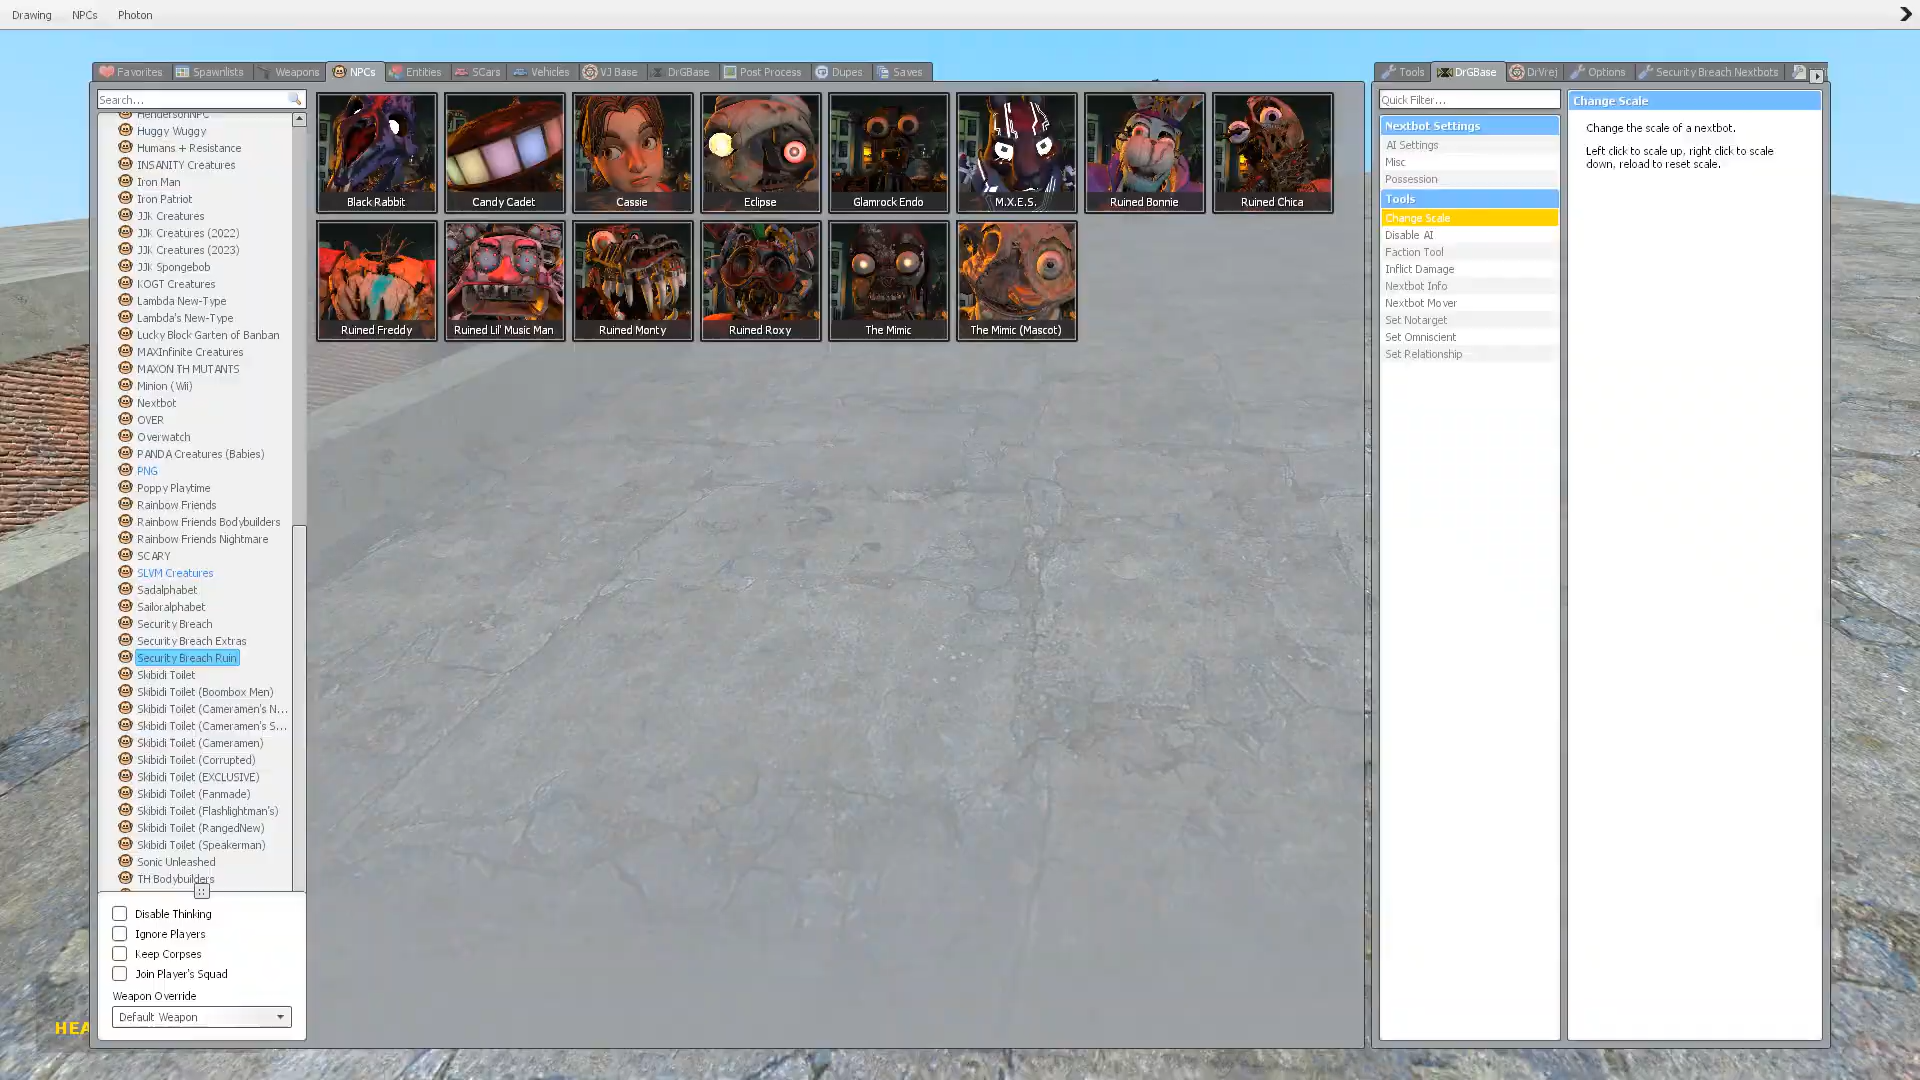 Drawing NPCs Photon
Favorites Spawnlists Weapons NPCs Entities SCars Vehicles VJ Base DrGBase Post Process Dupes Saves
Tools DrGBase DrVrej Options Security Breach Nextbots
Search...
HendersonNPC
Huggy Wuggy
Humans + Resistance
INSANITY Creatures
Iron Man
Iron Patriot
JJK Creatures
JJK Creatures (2022)
JJK Creatures (2023)
JJK Spongebob
KOGT Creatures
Lambda New-Type
Lambda's New-Type
Lucky Block Garten of Banban
MAXInfinite Creatures
MAXON TH MUTANTS
Minion (Wii)
Nextbot
OVER
Overwatch
PANDA Creatures (Babies)
PNG
Poppy Playtime
Rainbow Friends
Rainbow Friends Bodybuilders
Rainbow Friends Nightmare
SCARY
SLVM Creatures
Sadalphabet
Sailoralphabet
Security Breach
Security Breach Extras
Security Breach Ruin
Skibidi Toilet
Skibidi Toilet (Boombox Men)
Skibidi Toilet (Cameramen's N...
Skibidi Toilet (Cameramen's S...
Skibidi Toilet (Cameramen)
Skibidi Toilet (Corrupted)
Skibidi Toilet (EXCLUSIVE)
Skibidi Toilet (Fanmade)
Skibidi Toilet (Flashlightman's)
Skibidi Toilet (RangedNew)
Skibidi Toilet (Speakerman)
Sonic Unleashed
TH Bodybuilders
Disable Thinking
Ignore Players
Keep Corpses
Join Player's Squad
Weapon Override
Default Weapon
HEA
Black Rabbit Candy Cadet Cassie Eclipse Glamrock Endo M.X.E.S. Ruined Bonnie Ruined Chica
Ruined Freddy Ruined Lil' Music Man Ruined Monty Ruined Roxy The Mimic The Mimic (Mascot)
Quick Filter...
Nextbot Settings
AI Settings
Misc
Possession
Tools
Change Scale
Disable AI
Faction Tool
Inflict Damage
Nextbot Info
Nextbot Mover
Set Notarget
Set Omniscient
Set Relationship
Change Scale
Change the scale of a nextbot.
Left click to scale up, right click to scale
down, reload to reset scale.